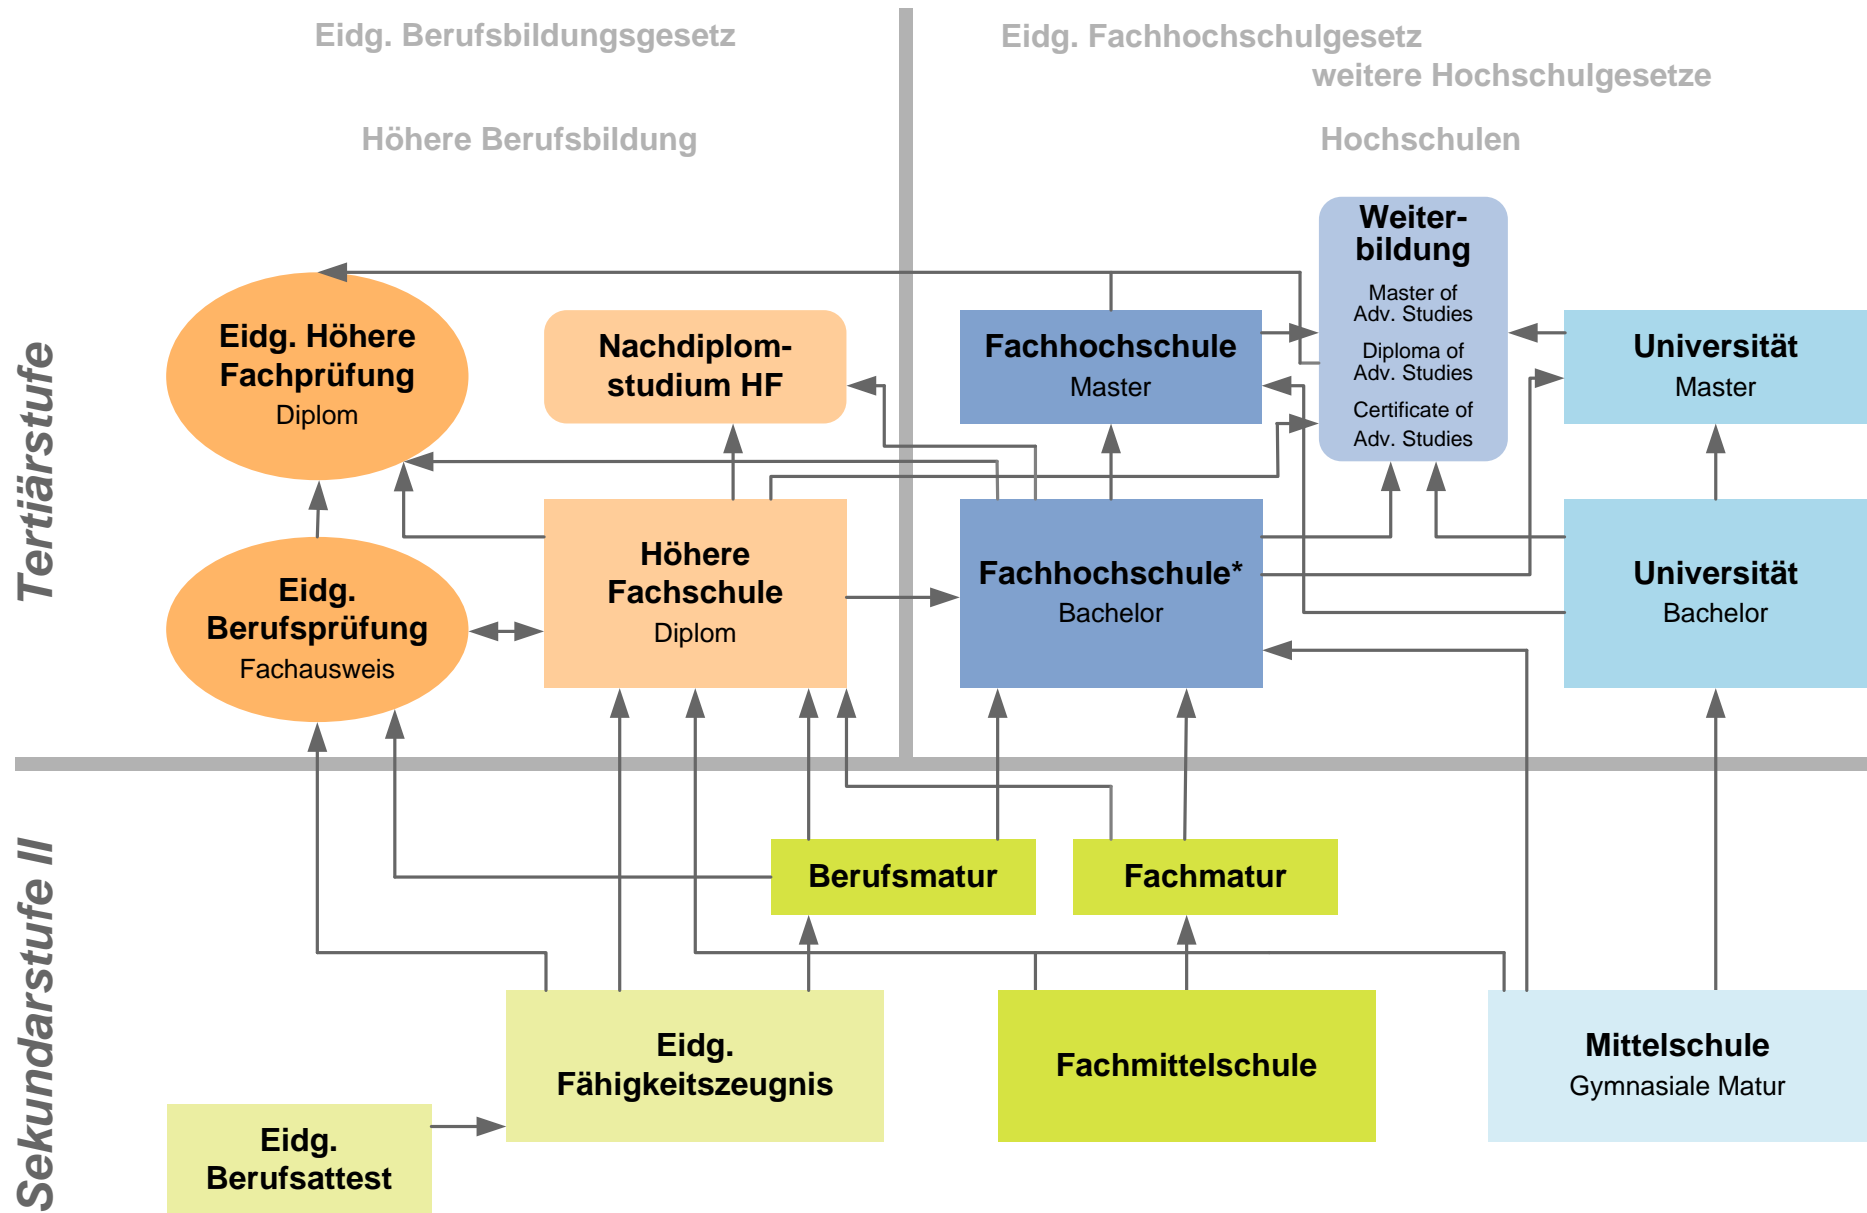 Eidg. Berufsbildungsgesetz
Eidg. Fachhochschulgesetz
weitere Hochschulgesetze
Höhere Berufsbildung
Hochschulen
Tertiärstufe
Eidg. Höhere
Fachprüfung
Diplom
Nachdiplom-
studium HF
Fachhochschule
Master
Weiter-
bildung
Master of
Adv. Studies
Diploma of
Adv. Studies
Certificate of
Adv. Studies
Universität
Master
Eidg.
Berufsprüfung
Fachausweis
Höhere
Fachschule
Diplom
Fachhochschule*
Bachelor
Universität
Bachelor
Sekundarstufe II
Berufsmatur
Fachmatur
Eidg.
Fähigkeitszeugnis
Fachmittelschule
Mittelschule
Gymnasiale Matur
Eidg.
Berufsattest